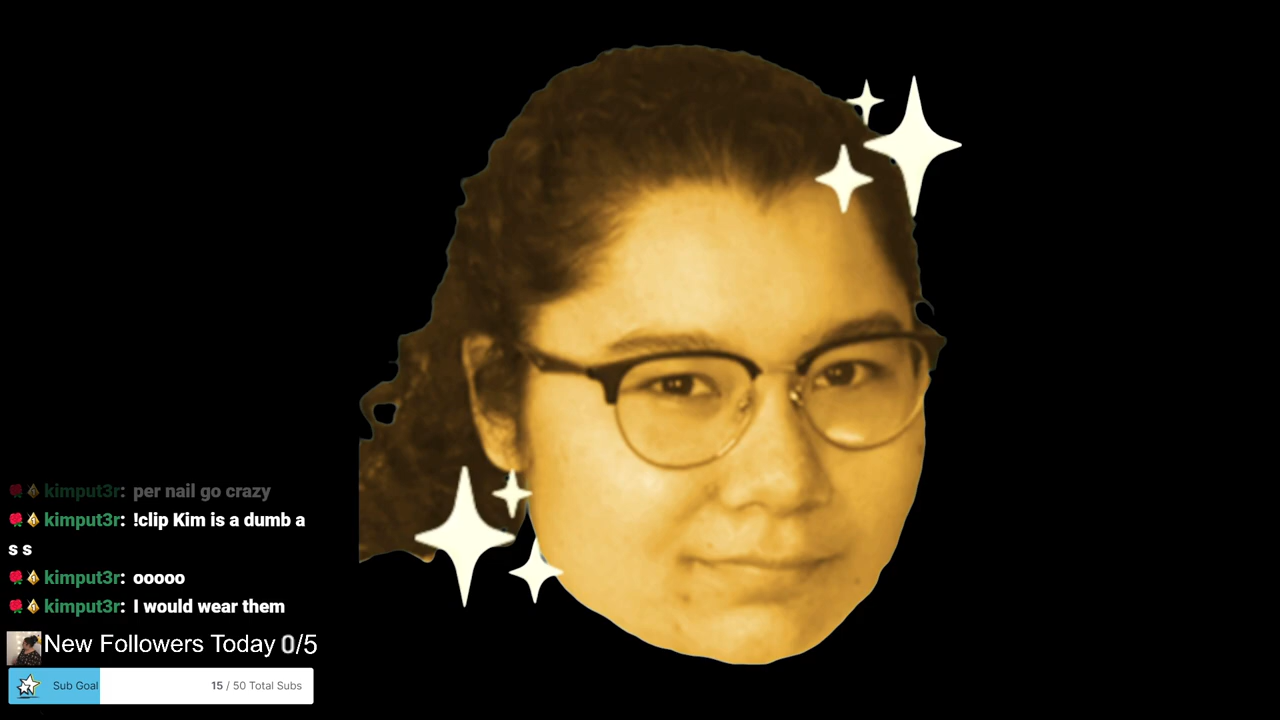 kimput3r: per nail go crazy
kimput3r: !clip Kim is a dumb a
s s
kimput3r: ooooo
kimput3r: I would wear them
New Followers Today 0/5
Sub Goal 15 / 50 Total Subs